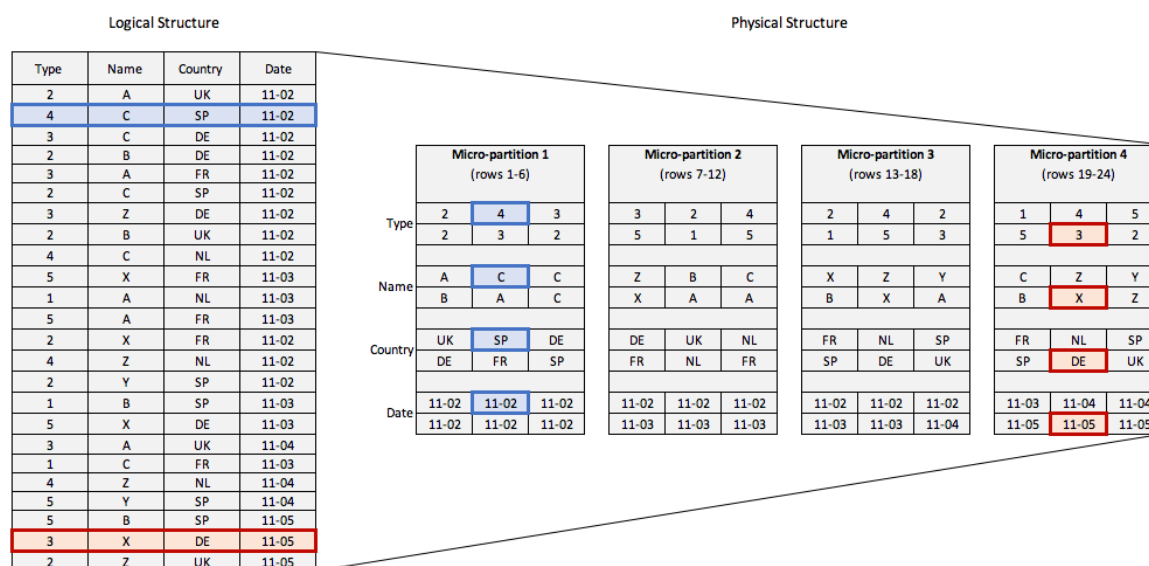 Logical Structure
Physical Structure
Type Name Country Date
2 A UK 11-02
4 C SP 11-02
3 C DE 11-02
2 B DE 11-02
3 A FR 11-02
2 C SP 11-02
3 Z DE 11-02
2 B UK 11-02
4 C NL 11-02
5 X FR 11-03
1 A NL 11-03
5 A FR 11-03
2 X FR 11-02
4 Z NL 11-02
2 Y SP 11-02
1 B SP 11-03
5 X DE 11-03
3 A UK 11-04
1 C FR 11-03
4 Z NL 11-04
5 Y SP 11-04
5 B SP 11-05
3 X DE 11-05
2 Z UK 11-05
Micro-partition 1 Micro-partition 2 Micro-partition 3 Micro-partition 4
(rows 1-6) (rows 7-12) (rows 13-18) (rows 19-24)
Type
2 4 3 3 2 4 2 4 2 1 4 5
2 3 2 5 1 5 1 5 3 5 3 2
Name
A C C Z B C X Z Y C Z Y
B A C X A A B X A B X Z
Country
UK SP DE DE UK NL FR NL SP FR NL SP
DE FR SP FR NL FR SP DE UK SP DE UK
Date
11-02 11-02 11-02 11-02 11-02 11-02 11-02 11-02 11-02 11-03 11-04 11-04
11-02 11-02 11-02 11-03 11-03 11-03 11-03 11-03 11-04 11-05 11-05 11-05